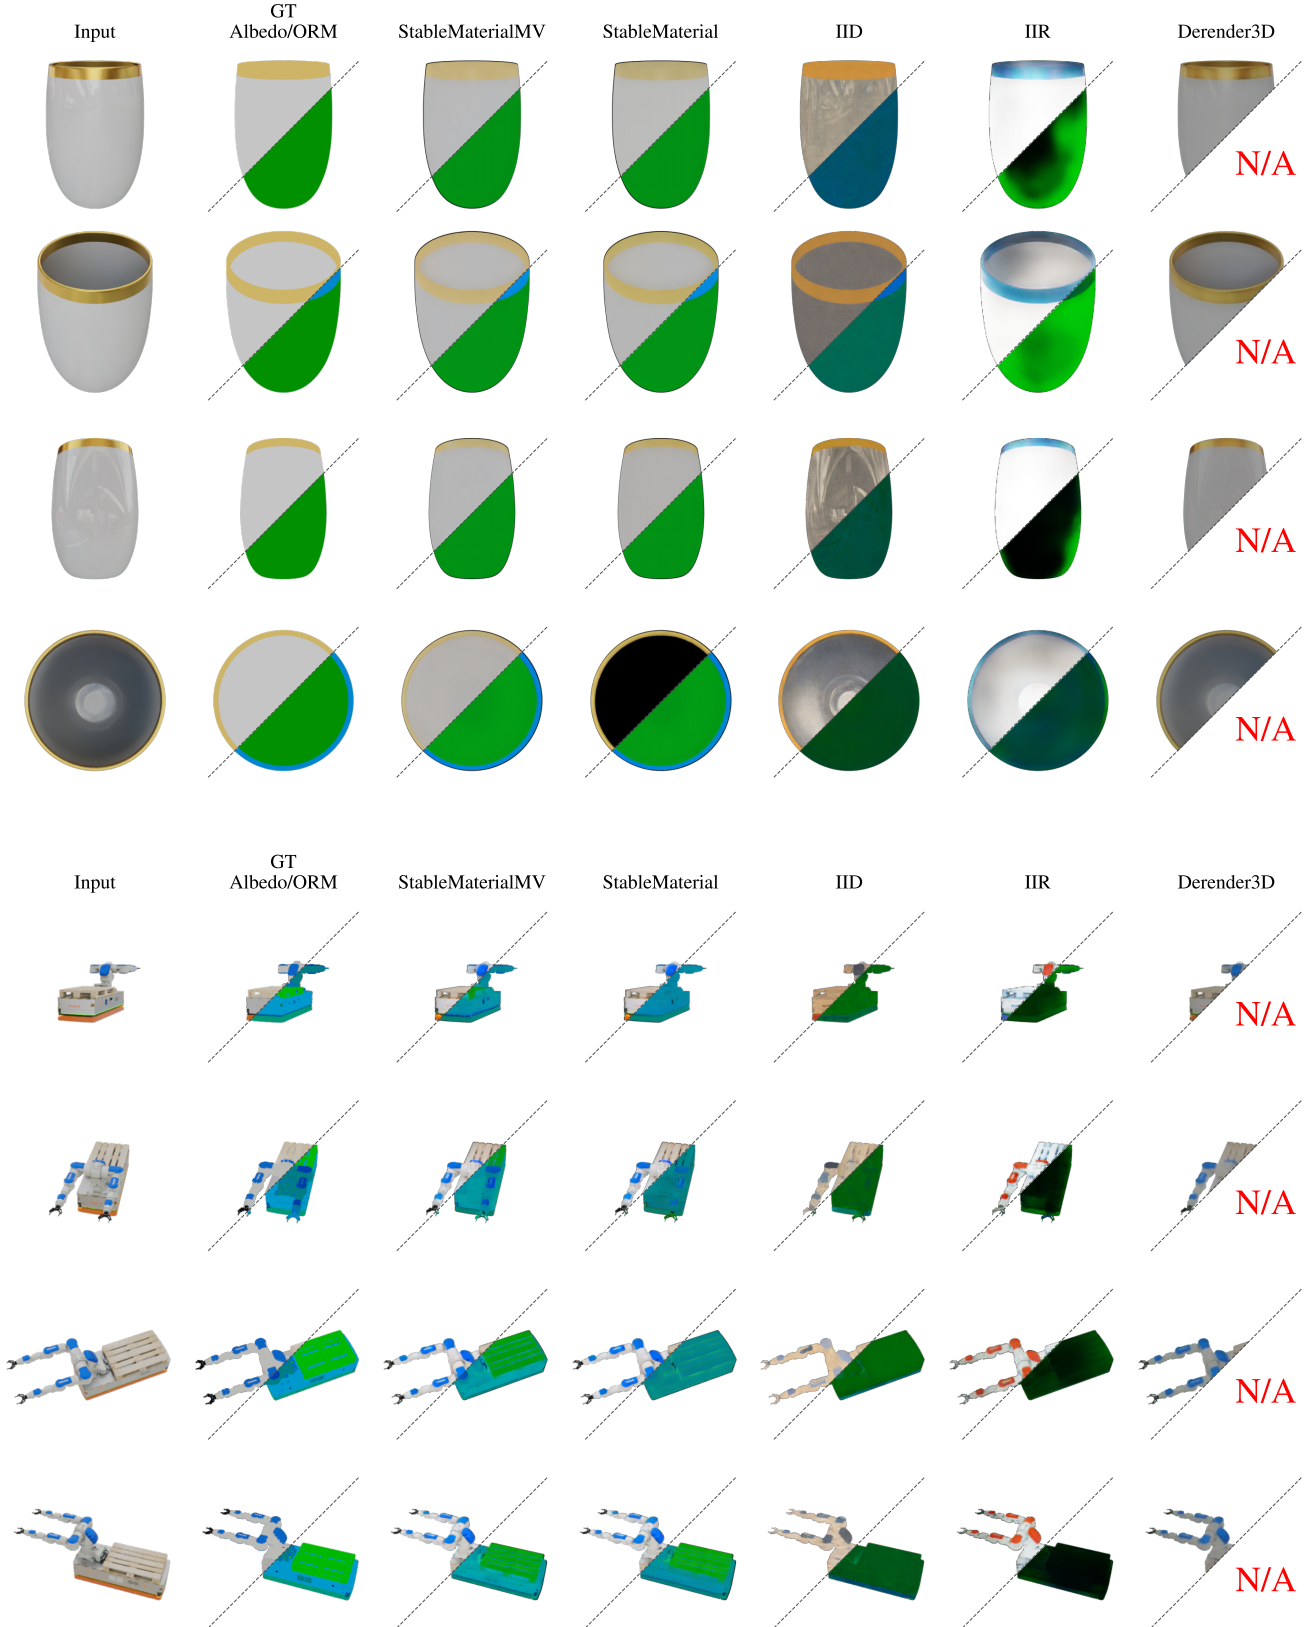 GT
Input Albedo/ORM StableMaterialMV StableMaterial IID IIR Derender3D
N/A
N/A
N/A
N/A
GT
Input Albedo/ORM StableMaterialMV StableMaterial IID IIR Derender3D
N/A
N/A
N/A
N/A